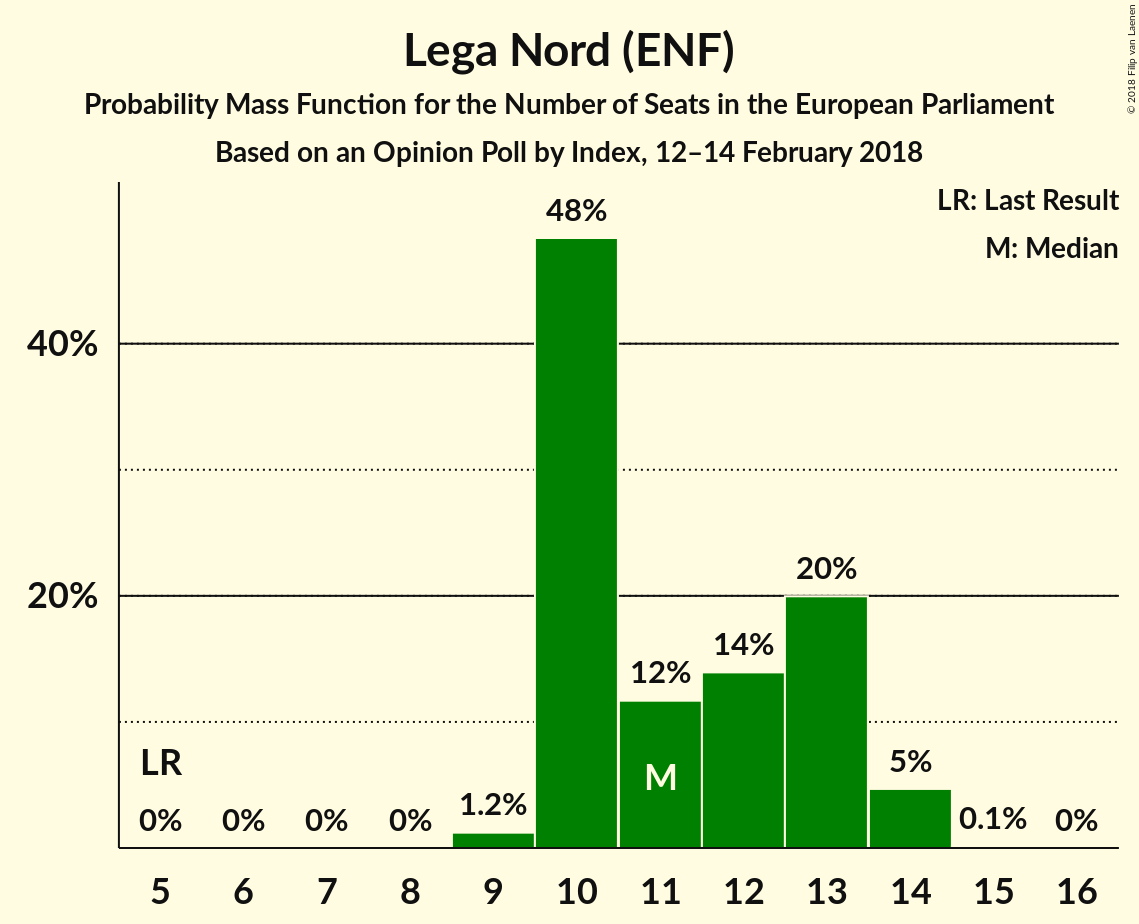 Lega Nord (ENF)
Probability Mass Function for the Number of Seats in the European Parliament
Based on an Opinion Poll by Index, 12–14 February 2018
© 2018 Filip van Laenen
LR: Last Result
M: Median
48%
40%
20%
20%
14%
12%
LR
M
5%
1.2%
0% 0% 0% 0% 0.1% 0%
5 6 7 8 9 10 11 12 13 14 15 16